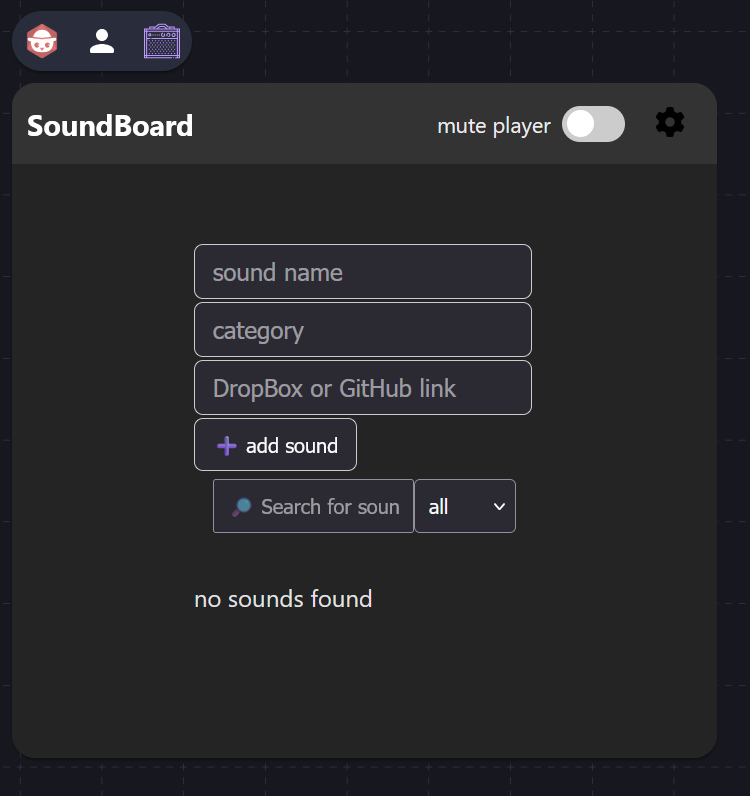 SoundBoard
mute player
sound name
category
DropBox or GitHub link
➕ add sound
🔎 Search for soun
all
no sounds found